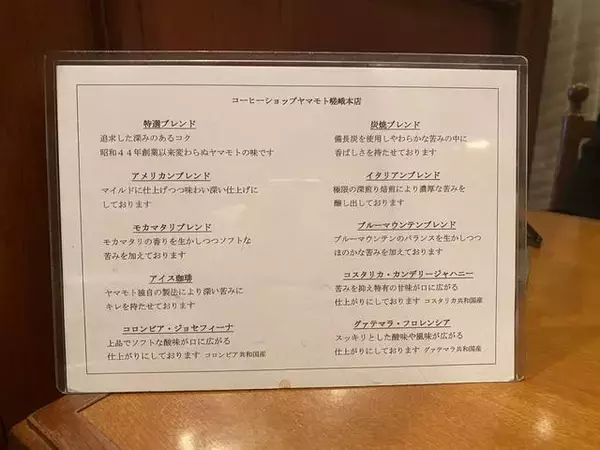 コーヒーショップヤマモト嵯峨本店
特選ブレンド
追求した深みのあるコク
昭和44年創業以来変わらぬヤマモトの味です
アメリカンブレンド
マイルドに仕上げつつ味わい深い仕上げに
しております
モカマタリブレンド
モカマタリの香りを生かしつつソフトな
苦みを加えております
アイス珈琲
ヤマモト独自の製法により深い苦みに
キレを持たせております
コロンビア・ジョセフィーナ
上品でソフトな酸味が口に広がる
仕上がりにしております コロンビア共和国産
炭焼ブレンド
備長炭を使用しやわらかな苦みの中に
香ばしさを持たせております
イタリアンブレンド
極限の深煎り焙煎により濃厚な苦みを
醸し出しております
ブルーマウンテンブレンド
ブルーマウンテンのバランスを生かしつつ
ほのかな苦みを加えております
コスタリカ・カンデリージャハニー
苦みを抑え特有の甘味が口に広がる
仕上がりにしております コスタリカ共和国産
グァテマラ・フロレンシア
スッキリとした酸味や風味が広がる
仕上がりにしております グァテマラ共和国産